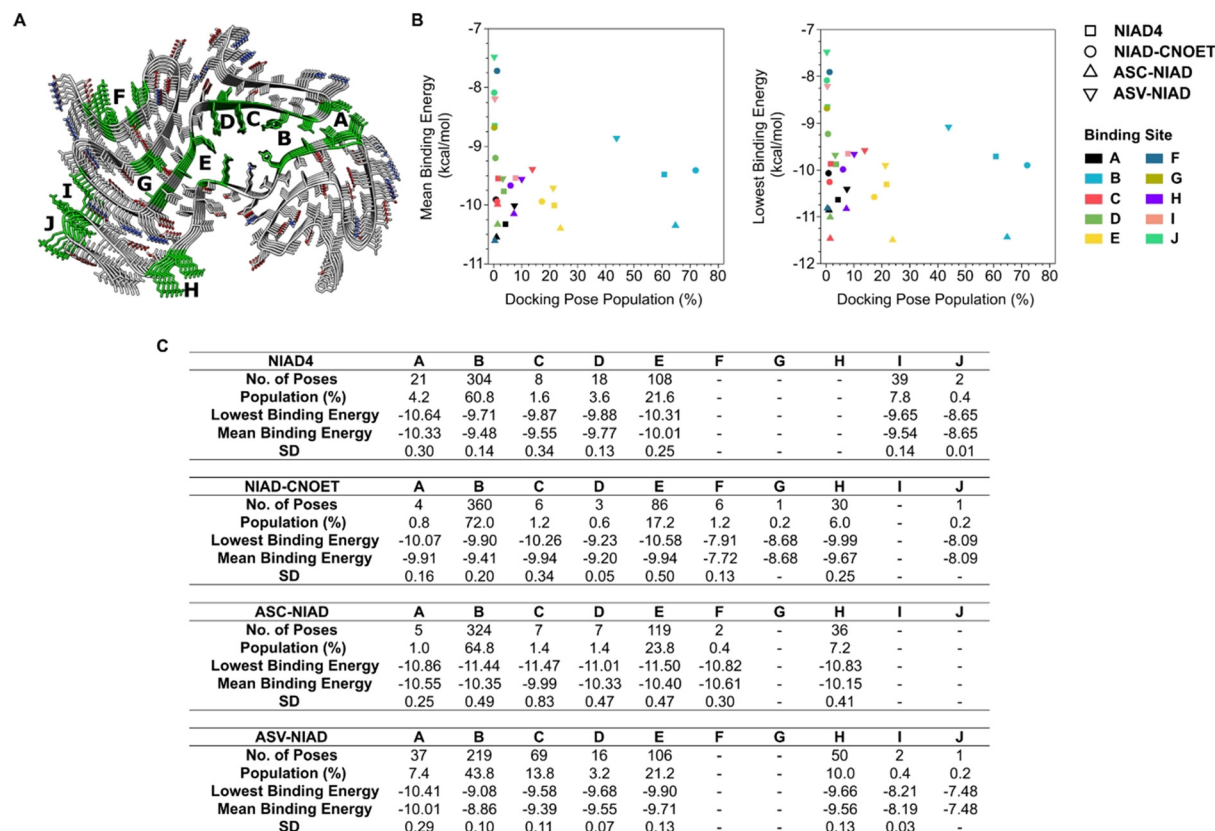 A
F
D
C
B
A
E
G
I
J
H
B
-7
-8
-9
-10
-11
Mean Binding Energy
(kcal/mol)
0 10 20 30 40 50 60 70 80
Docking Pose Population (%)
-7
-8
-9
-10
-11
-12
Lowest Binding Energy
(kcal/mol)
0 10 20 30 40 50 60 70 80
Docking Pose Population (%)
NIAD4
NIAD-CNOET
ASC-NIAD
ASV-NIAD
Binding Site
A F
B G
C H
D I
E J
C
NIAD4 A B C D E F G H I J
No. of Poses 21 304 8 18 108 - - - 39 2
Population (%) 4.2 60.8 1.6 3.6 21.6 - - - 7.8 0.4
Lowest Binding Energy -10.64 -9.71 -9.87 -9.88 -10.31 - - - -9.65 -8.65
Mean Binding Energy -10.33 -9.48 -9.55 -9.77 -10.01 - - - -9.54 -8.65
SD 0.30 0.14 0.34 0.13 0.25 - - - 0.14 0.01
NIAD-CNOET A B C D E F G H I J
No. of Poses 4 360 6 3 86 6 1 30 - 1
Population (%) 0.8 72.0 1.2 0.6 17.2 1.2 0.2 6.0 - 0.2
Lowest Binding Energy -10.07 -9.90 -10.26 -9.23 -10.58 -7.91 -8.68 -9.99 - -8.09
Mean Binding Energy -9.91 -9.41 -9.94 -9.20 -9.94 -7.72 -8.68 -9.67 - -8.09
SD 0.16 0.20 0.34 0.05 0.50 0.13 0.25 - -
ASC-NIAD A B C D E F G H I J
No. of Poses 5 324 7 7 119 2 - 36 - -
Population (%) 1.0 64.8 1.4 1.4 23.8 0.4 - 7.2 - -
Lowest Binding Energy -10.86 -11.44 -11.47 -11.01 -11.50 -10.82 - -10.83 - -
Mean Binding Energy -10.55 -10.35 -9.99 -10.33 -10.40 -10.61 - -10.15 - -
SD 0.25 0.49 0.83 0.47 0.47 0.30 - 0.41 - -
ASV-NIAD A B C D E F G H I J
No. of Poses 37 219 69 16 106 - - 50 2 1
Population (%) 7.4 43.8 13.8 3.2 21.2 - - 10.0 0.4 0.2
Lowest Binding Energy -10.41 -9.08 -9.58 -9.68 -9.90 - - -9.66 -8.21 -7.48
Mean Binding Energy -10.01 -8.86 -9.39 -9.55 -9.71 - - -9.56 -8.19 -7.48
SD 0.29 0.10 0.11 0.07 0.13 - - 0.13 0.03 -